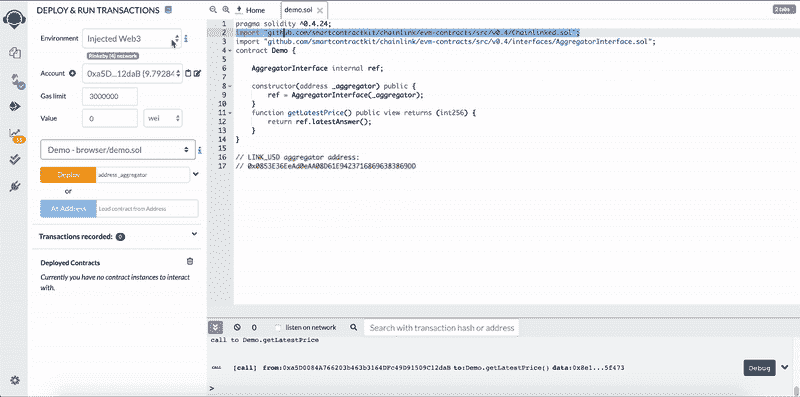 DEPLOY & RUN TRANSACTIONS
Environment
Injected Web3
Rinkeby (4) network
Account
0xa5D...12daB (9.79284
Gas limit
3000000
Value
0
wei
Demo - browser/demo.sol
Deploy
address _aggregator
or
At Address
Load contract from Address
Transactions recorded: 0
Deployed Contracts
Currently you have no contract instances to interact
with.
Home
demo.sol
2 tabs
1 pragma solidity ^0.4.24;
2 import "github.com/smartcontractkit/chainlink/evm-contracts/src/v0.4/Chainlinked.sol";
3 import "github.com/smartcontractkit/chainlink/evm-contracts/src/v0.4/interfaces/AggregatorInterface.sol";
4 contract Demo {
5
6 AggregatorInterface internal ref;
7
8 constructor(address _aggregator) public {
9 ref = AggregatorInterface(_aggregator);
10 }
11 function getLatestPrice() public view returns (int256) {
12 return ref.latestAnswer();
13 }
14 }
15
16 // LINK_USD aggregator address:
17
0
listen on network
Search with transaction hash or address
call to Demo.getLatestPrice
CALL [call] from:0xa5D0084A766203b463b3164DFc49D91509C12daB to:Demo.getLatestPrice() data:0x8e1...5f473
Debug
>